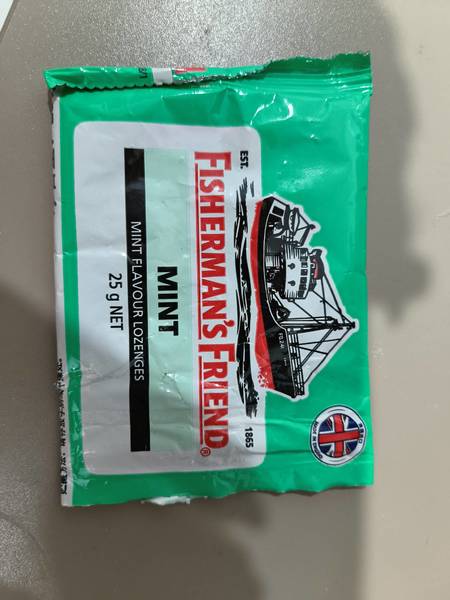 EST. 1865
FISHERMAN'S FRIEND®
MINT
MINT FLAVOUR LOZENGES
25 g NET